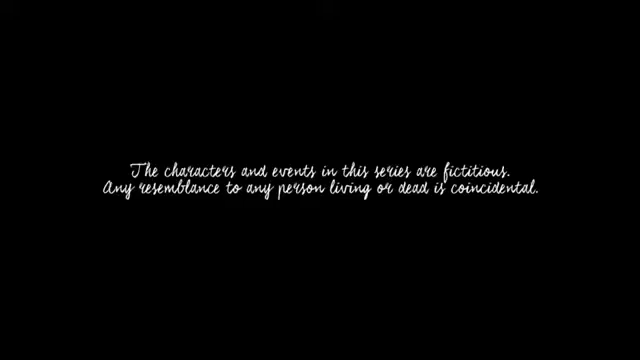 The characters and events in this series are fictitious.
Any resemblance to any person living or dead is coincidental.